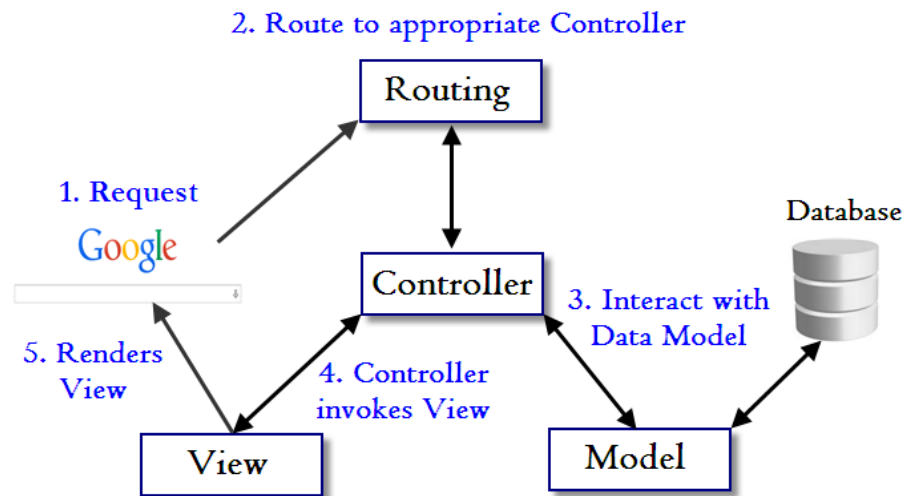 2. Route to appropriate Controller
Routing
1. Request
Google
Database
Controller
3. Interact with
Data Model
5. Renders
View
4. Controller
invokes View
View
Model